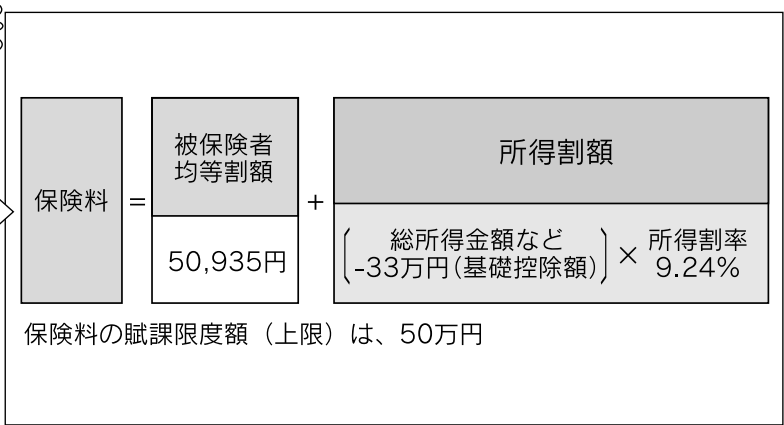 保険料
=
被保険者
均等割額
50,935円
+
所得割額
(総所得金額など
-33万円(基礎控除額))
×
所得割率
9.24%
保険料の賦課限度額(上限)は、50万円